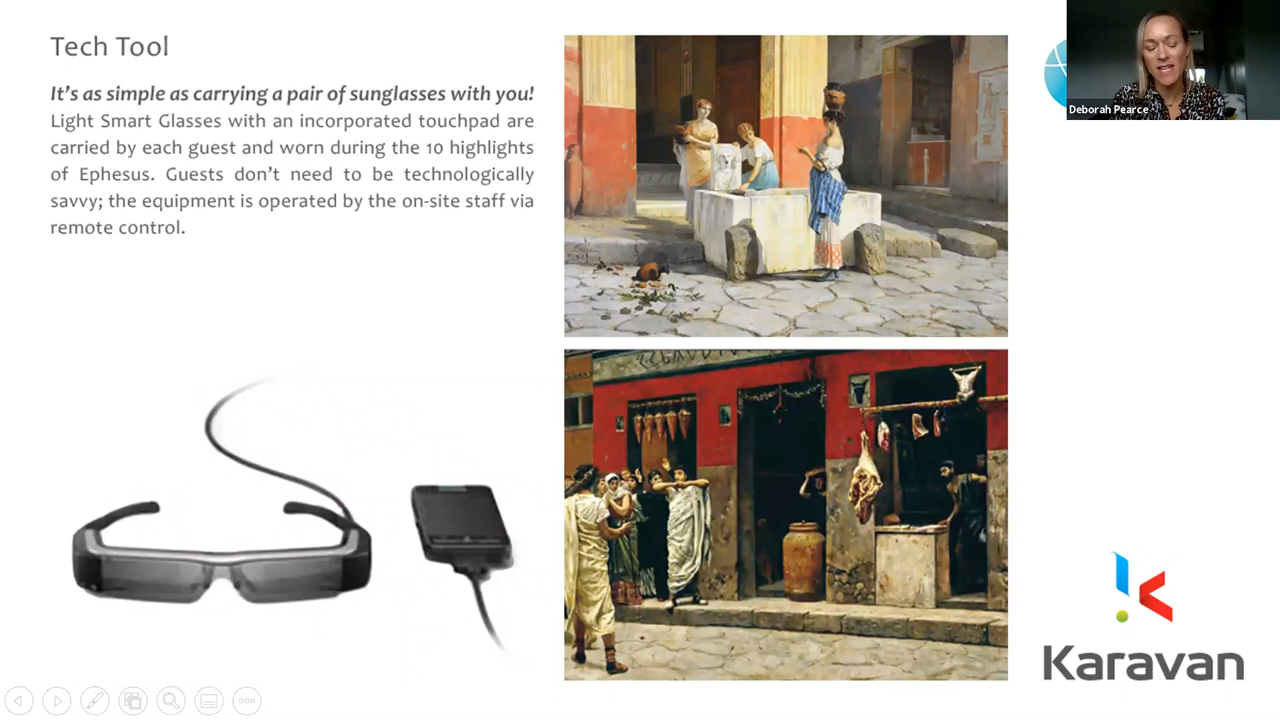 Tech Tool
It's as simple as carrying a pair of sunglasses with you!
Light Smart Glasses with an incorporated touchpad are
carried by each guest and worn during the 10 highlights
of Ephesus. Guests don't need to be technologically
savvy; the equipment is operated by the on-site staff via
remote control.
Deborah Pearce
Karavan